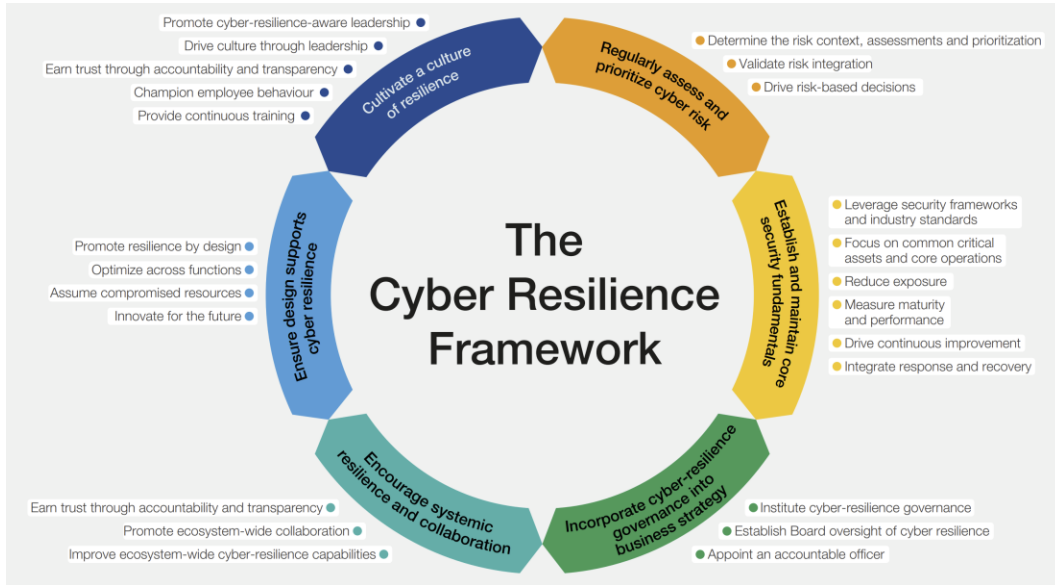 The
Cyber Resilience
Framework
Regularly assess and
prioritize cyber risk
Determine the risk context, assessments and prioritization
Validate risk integration
Drive risk-based decisions
Establish and maintain core
security fundamentals
Leverage security frameworks
and industry standards
Focus on common critical
assets and core operations
Reduce exposure
Measure maturity
and performance
Drive continuous improvement
Integrate response and recovery
Incorporate cyber-resilience
governance into
business strategy
Institute cyber-resilience governance
Establish Board oversight of cyber resilience
Appoint an accountable officer
Encourage systemic
resilience and collaboration
Earn trust through accountability and transparency
Promote ecosystem-wide collaboration
Improve ecosystem-wide cyber-resilience capabilities
Ensure design supports
cyber resilience
Promote resilience by design
Optimize across functions
Assume compromised resources
Innovate for the future
Cultivate a culture
of resilience
Promote cyber-resilience-aware leadership
Drive culture through leadership
Earn trust through accountability and transparency
Champion employee behaviour
Provide continuous training